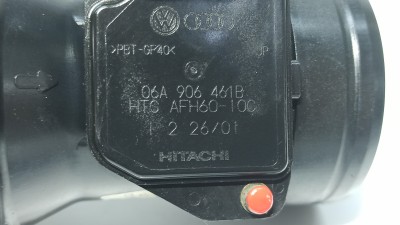 >PBT-GF40<
P
06A 906 461B
HTC AFH60-10C
1 2 26/01
HITACHI